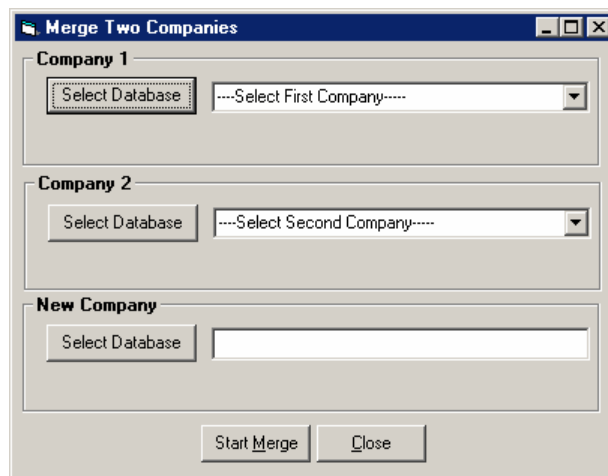 Merge Two Companies
Company 1
Select Database ----Select First Company-----
Company 2
Select Database ----Select Second Company-----
New Company
Select Database
Start Merge Close